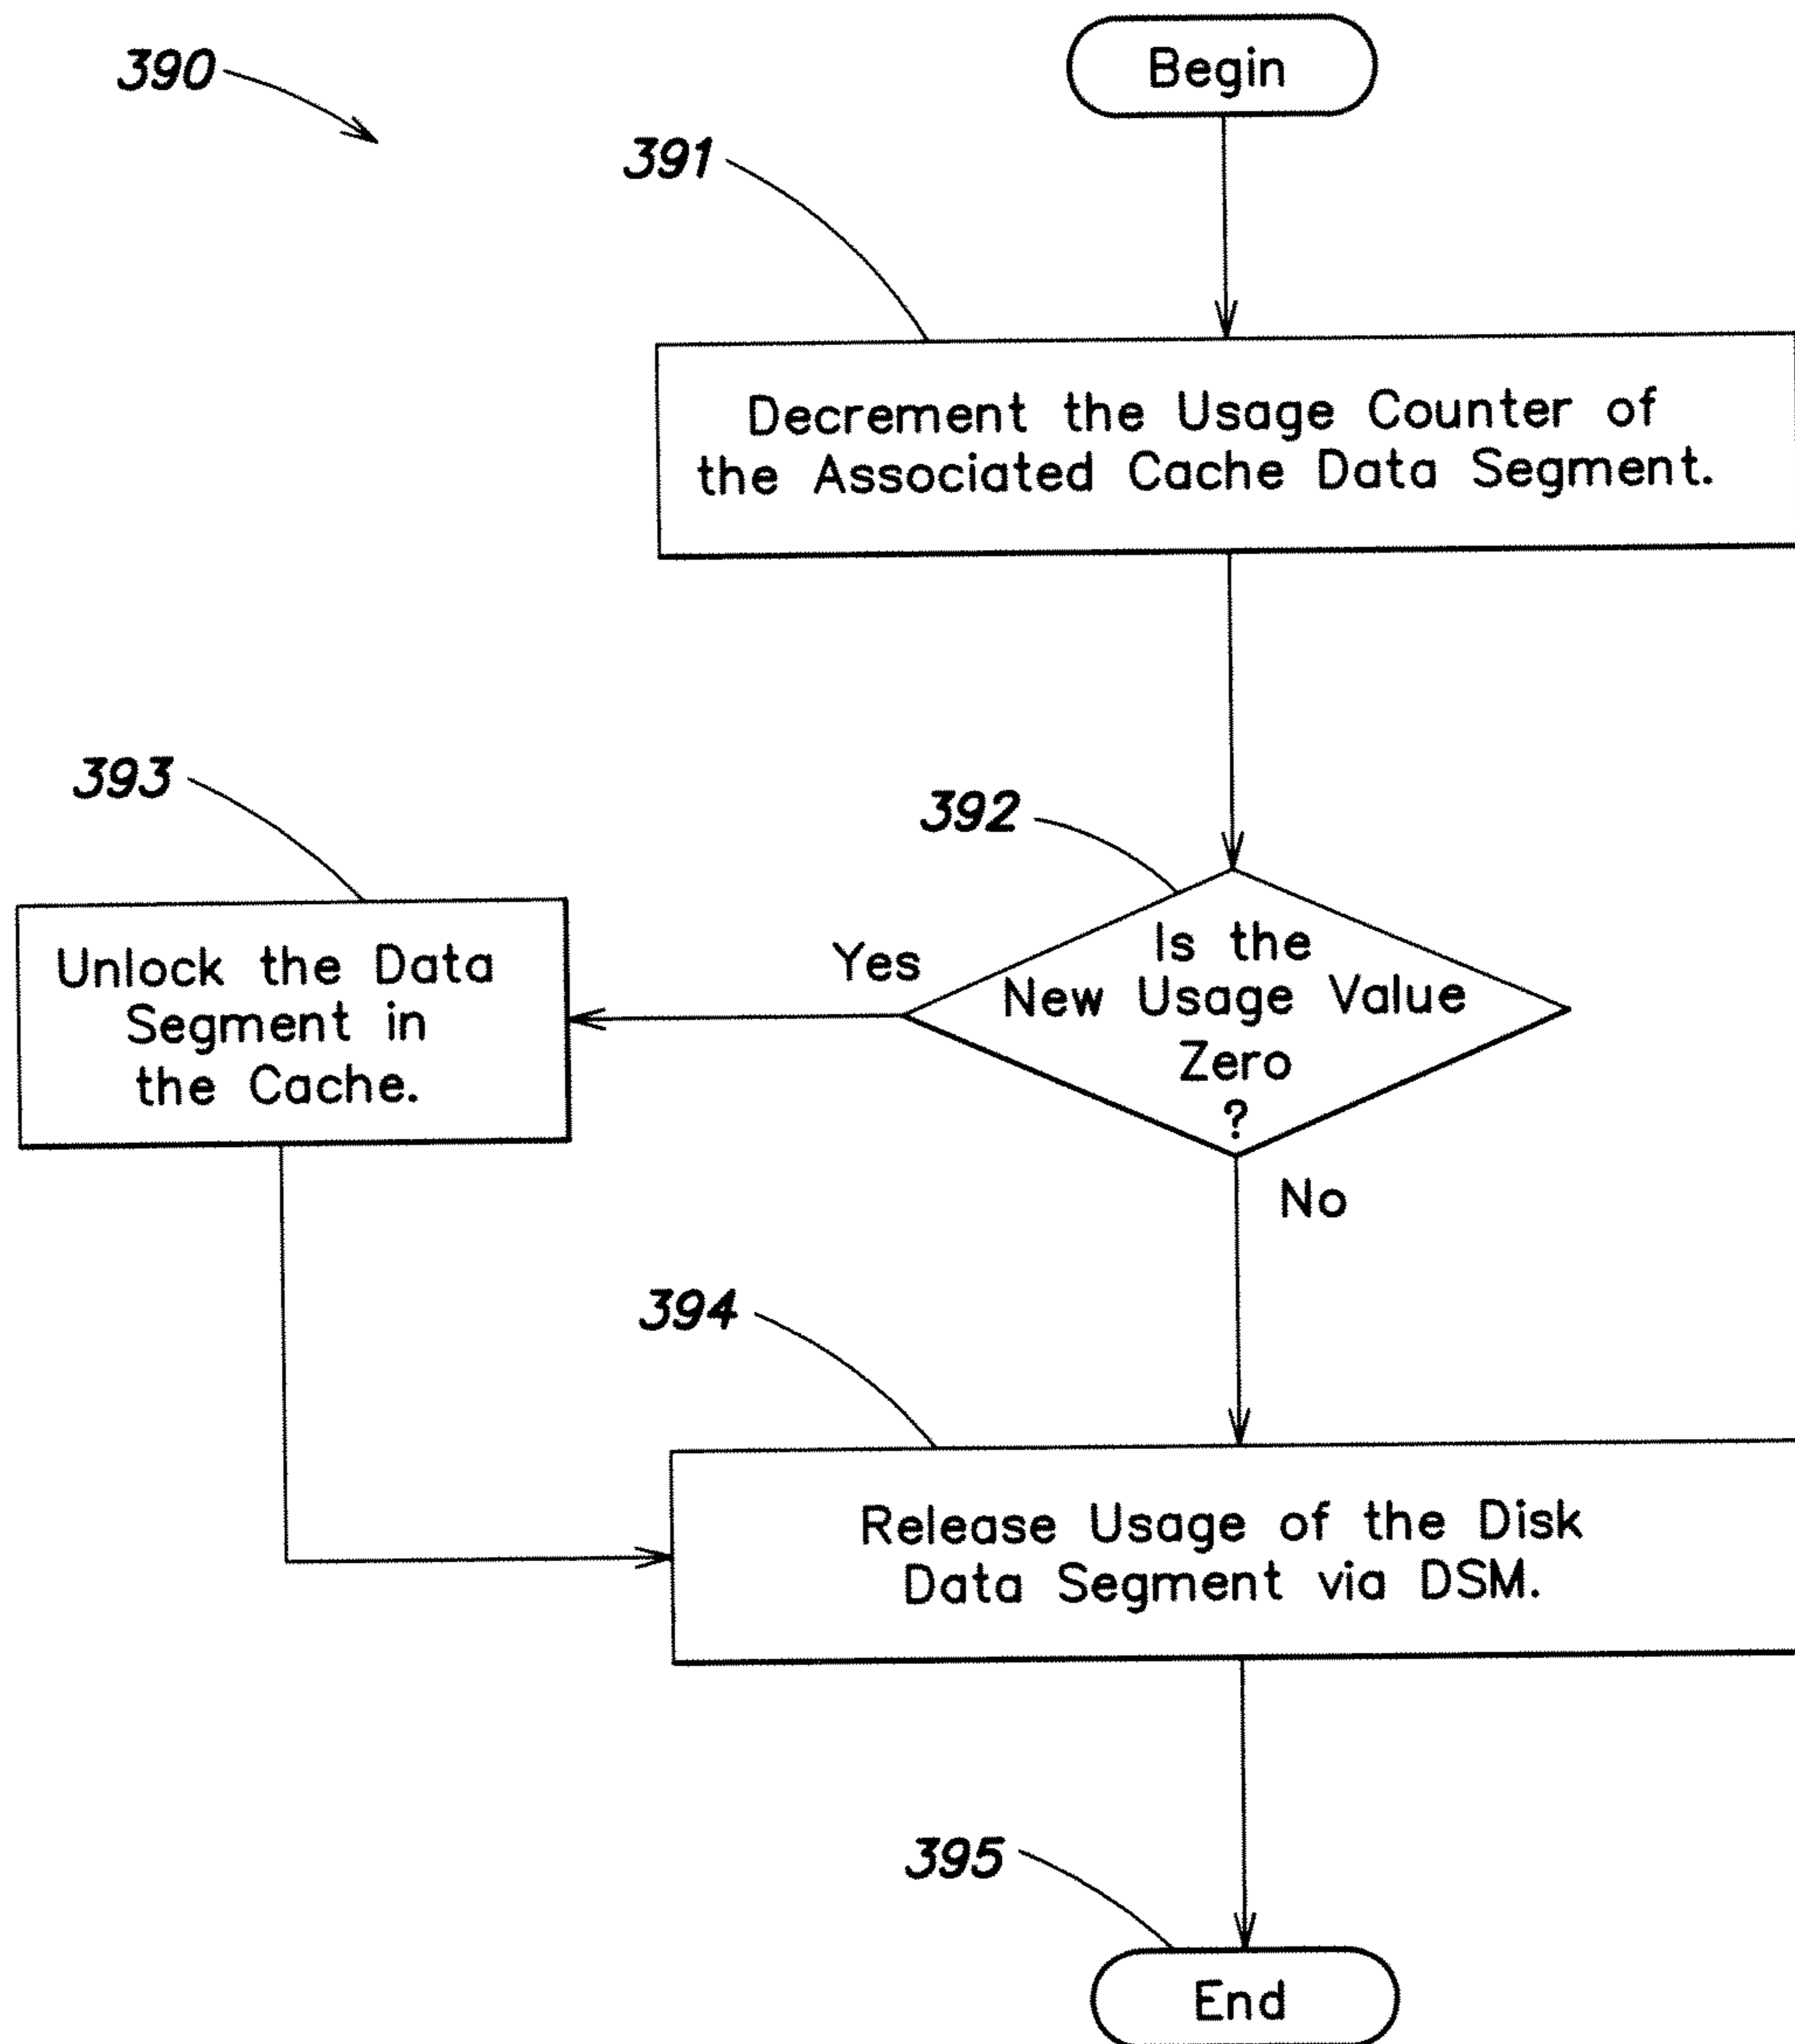 390
Begin
391
Decrement the Usage Counter of
the Associated Cache Data Segment.
393
392
Unlock the Data
Segment in
the Cache.
Yes
Is the
New Usage Value
Zero
?
No
394
Release Usage of the Disk
Data Segment via DSM.
395
End